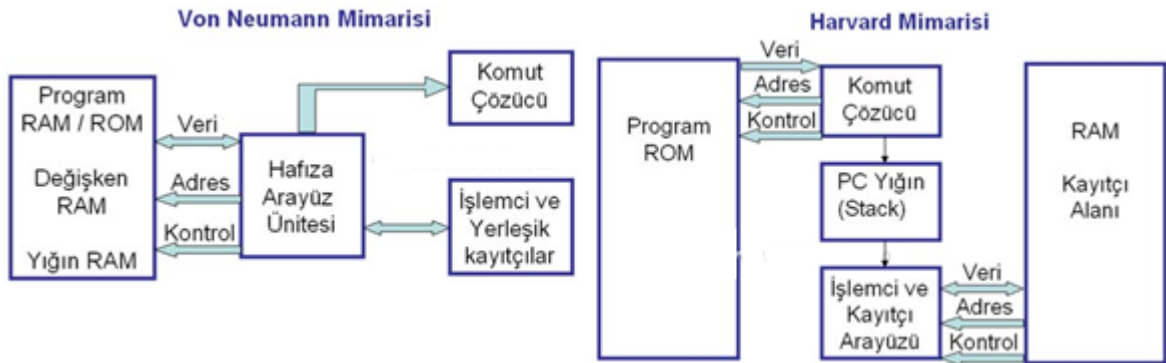 Von Neumann Mimarisi
Program
RAM / ROM
Değişken
RAM
Yığın RAM
Veri
Adres
Kontrol
Hafıza
Arayüz
Ünitesi
Komut
Çözücü
İşlemci ve
Yerleşik
kayıtçılar
Harvard Mimarisi
Program
ROM
Veri
Adres
Kontrol
Komut
Çözücü
PC Yığın
(Stack)
İşlemci ve
Kayıtçı
Arayüzü
Veri
Adres
Kontrol
RAM
Kayıtçı
Alanı